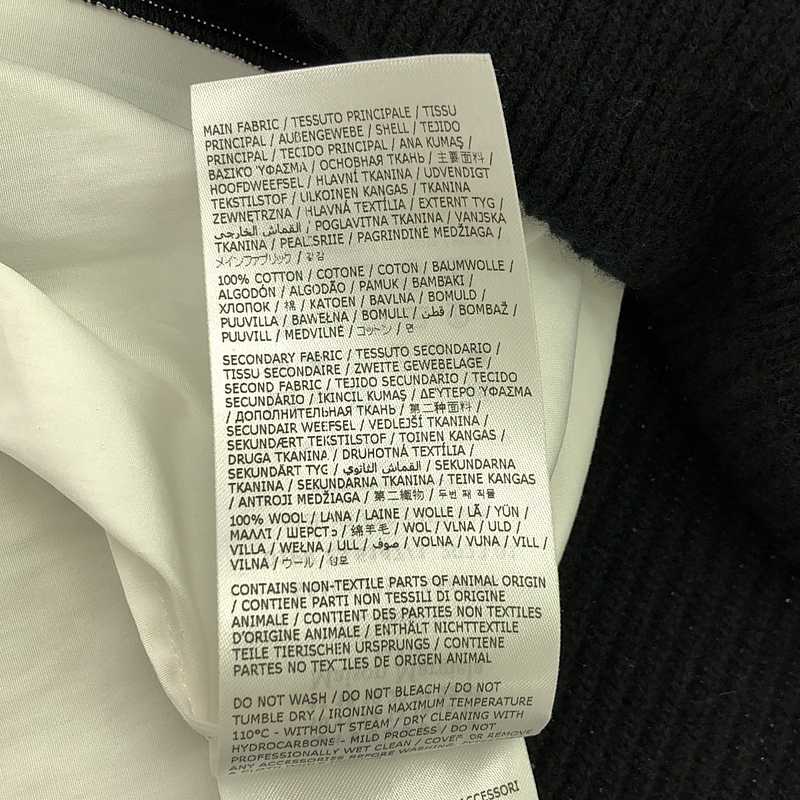 MAIN FABRIC / TESSUTO PRINCIPALE / TISSU
PRINCIPAL / AUßENGEWEBE / SHELL / TEJIDO
PRINCIPAL / TECIDO PRINCIPAL / ANA KUMAŞ /
ΒΑΣΙΚΟ ΎΦΑΣΜΑ / ОСНОВНАЯ ТКАНЬ / 主要面料 /
HOOFDWEEFSEL / HLAVNÍ TKANINA / UDVENDIGT
TEKSTILSTOF / ULKOINEN KANGAS / TKANINA
ZEWNĘTRZNA / HLAVNÁ TEXTÍLIA / EXTERNT TYG /
القماش الخارجي / POGLAVITNA TKANINA / VANJSKA
TKANINA / PEALSRIIE / PAGRINDINĖ MEDŽIAGA /
メインファブリック / 겉감
100% COTTON / COTONE / COTON / BAUMWOLLE /
ALGODÓN / ALGODÃO / PAMUK / ΒΑΜΒΑΚΙ /
ХЛОПОК / 棉 / KATOEN / BAVLNA / BOMULD /
PUUVILLA / BAWEŁNA / BOMULL / قطن / BOMBAŽ /
PUUVILL / MEDVILNĖ / コットン / 면
SECONDARY FABRIC / TESSUTO SECONDARIO /
TISSU SECONDAIRE / ZWEITE GEWEBELAGE /
SECOND FABRIC / TEJIDO SECUNDARIO / TECIDO
SECUNDÁRIO / İKINCIL KUMAŞ / ΔΕΥΤΕΡΟ ΎΦΑΣΜΑ
/ ДОПОЛНИТЕЛЬНАЯ ТКАНЬ / 第二种面料 /
SECUNDAIR WEEFSEL / VEDLEJŠÍ TKANINA /
SEKUNDÆRT TEKSTILSTOF / TOINEN KANGAS /
DRUGA TKANINA / DRUHOTNÁ TEXTÍLIA /
SEKUNDÄRT TYG / القماش الثانوي / SEKUNDARNA
TKANINA / SEKUNDARNA TKANINA / TEINE KANGAS
/ ANTROJI MEDŽIAGA / 第二織物 / 두번 째 직물
100% WOOL / LANA / LAINE / WOLLE / LÃ / YÜN /
ΜΑΛΛΙ / ШЕРСТЬ / 绵羊毛 / WOL / VLNA / ULD /
VILLA / WEŁNA / ULL / صوف / VOLNA / VUNA / VILL /
VILNA / ウール / 양모
CONTAINS NON-TEXTILE PARTS OF ANIMAL ORIGIN
/ CONTIENE PARTI NON TESSILI DI ORIGINE
ANIMALE / CONTIENT DES PARTIES NON TEXTILES
D'ORIGINE ANIMALE / ENTHÄLT NICHTTEXTILE
TEILE TIERISCHEN URSPRUNGS / CONTIENE
PARTES NO TEXTILES DE ORIGEN ANIMAL
DO NOT WASH / DO NOT BLEACH / DO NOT
TUMBLE DRY / IRONING MAXIMUM TEMPERATURE
110°C - WITHOUT STEAM / DRY CLEANING WITH
HYDROCARBONS - MILD PROCESS / DO NOT
PROFESSIONALLY WET CLEAN / COVER OR REMOVE
ANY ACCESSORIES BEFORE WASHING
ACCESSORI